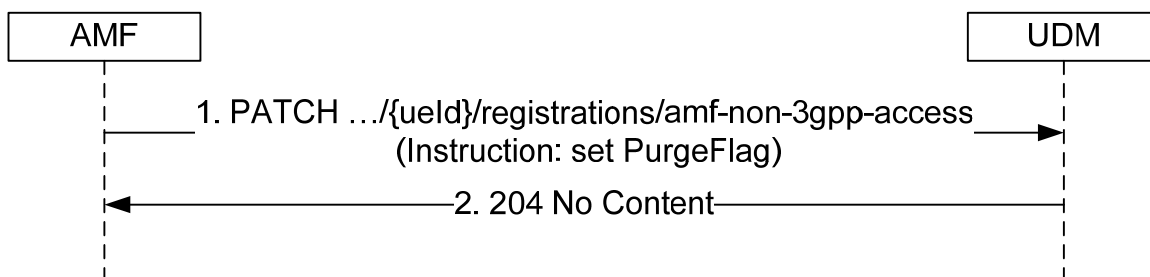 AMF
UDM
1. PATCH …/{ueId}/registrations/amf-non-3gpp-access
(Instruction: set PurgeFlag)
2. 204 No Content